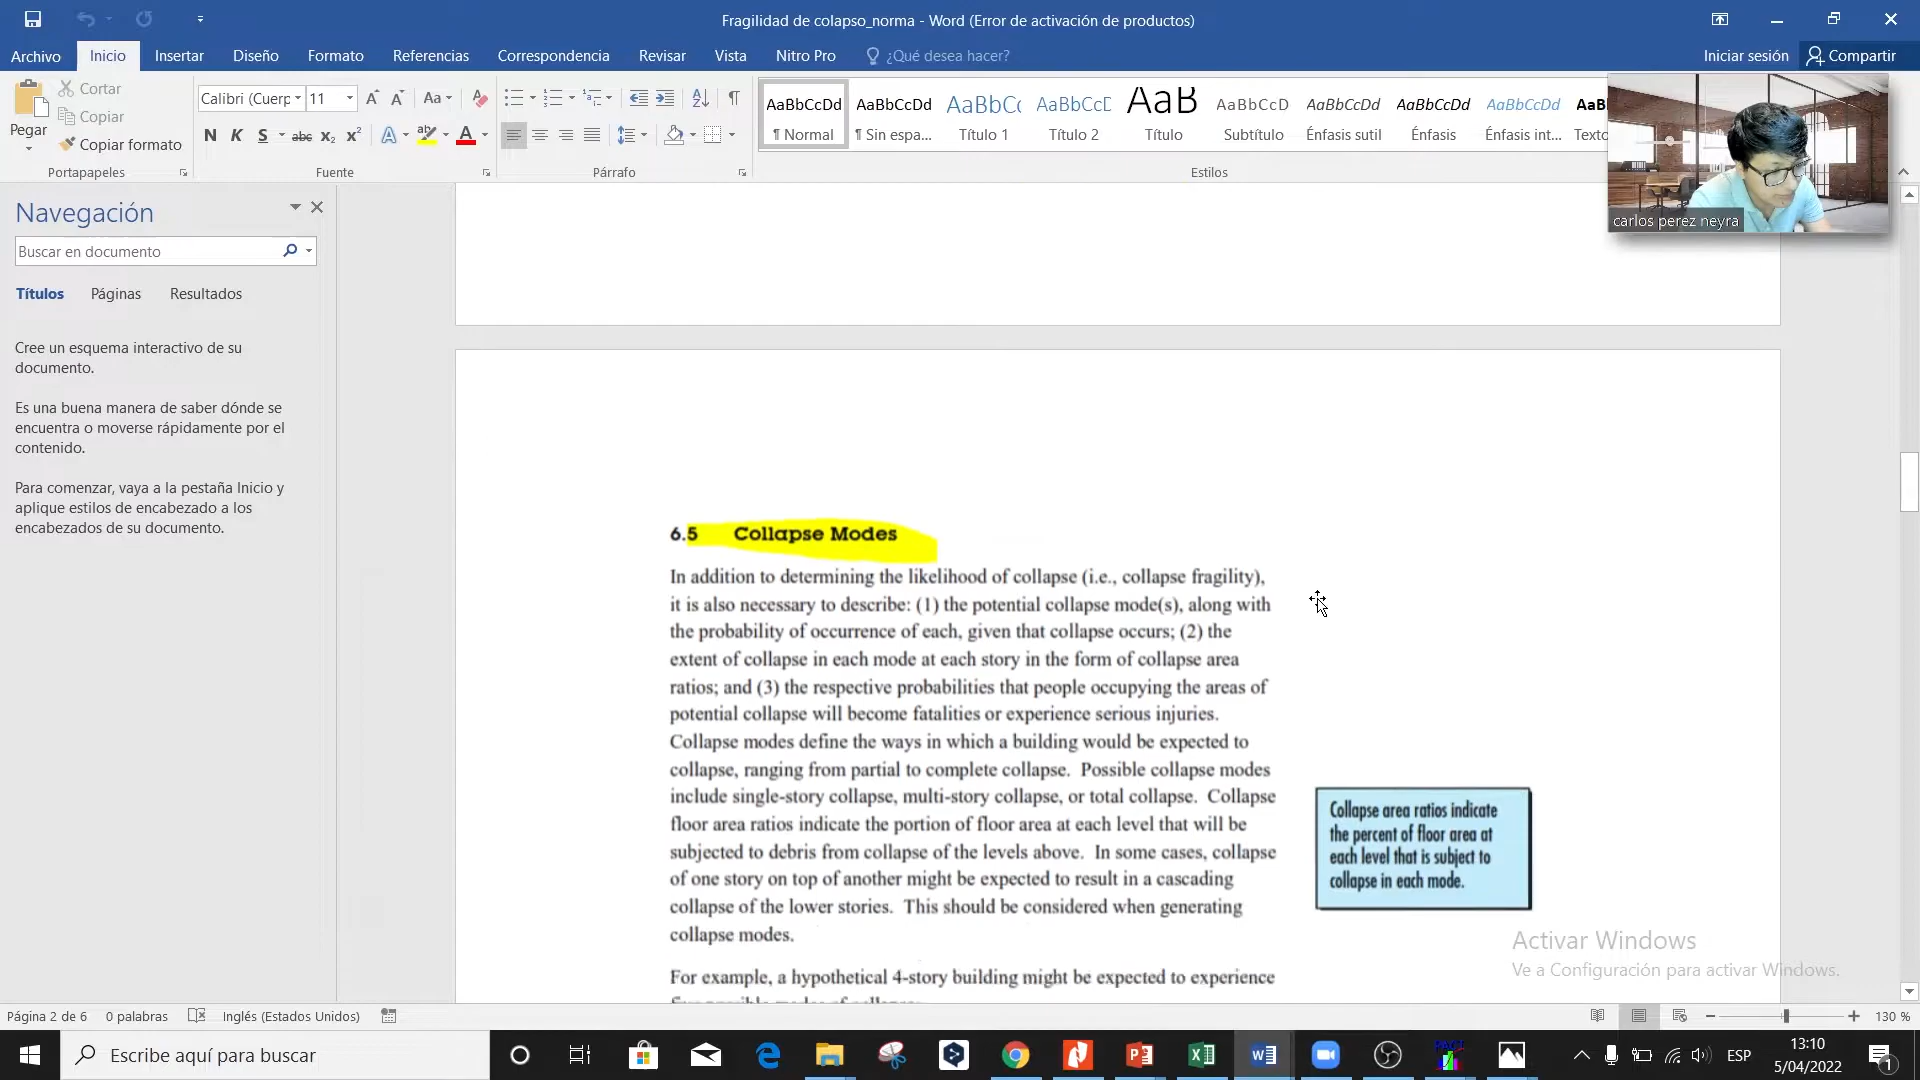 Fragilidad de colapso_norma - Word (Error de activación de productos)
Archivo Inicio Insertar Diseño Formato Referencias Correspondencia Revisar Vista Nitro Pro ¿Qué desea hacer? Iniciar sesión Compartir
Pegar
Cortar
Copiar
Copiar formato
Portapapeles
Calibri (Cuerp 11
N K S abc x₂ x²
Fuente
Párrafo
AaBbCcDd AaBbCcDd AaBbCc AaBbCcD AaB AaBbCcD AaBbCcDd AaBbCcDd AaBbCcDd AaBb
¶ Normal ¶ Sin espa... Título 1 Título 2 Título Subtítulo Énfasis sutil Énfasis Énfasis int... Texto
Estilos
carlos perez neyra
Navegación
Buscar en documento
Títulos Páginas Resultados
Cree un esquema interactivo de su
documento.
Es una buena manera de saber dónde se
encuentra o moverse rápidamente por el
contenido.
Para comenzar, vaya a la pestaña Inicio y
aplique estilos de encabezado a los
encabezados de su documento.
6.5 Collapse Modes
In addition to determining the likelihood of collapse (i.e., collapse fragility),
it is also necessary to describe: (1) the potential collapse mode(s), along with
the probability of occurrence of each, given that collapse occurs; (2) the
extent of collapse in each mode at each story in the form of collapse area
ratios; and (3) the respective probabilities that people occupying the areas of
potential collapse will become fatalities or experience serious injuries.
Collapse modes define the ways in which a building would be expected to
collapse, ranging from partial to complete collapse. Possible collapse modes
include single-story collapse, multi-story collapse, or total collapse. Collapse
floor area ratios indicate the portion of floor area at each level that will be
subjected to debris from collapse of the levels above. In some cases, collapse
of one story on top of another might be expected to result in a cascading
collapse of the lower stories. This should be considered when generating
collapse modes.
For example, a hypothetical 4-story building might be expected to experience
Collapse area ratios indicate
the percent of floor area at
each level that is subject to
collapse in each mode.
Activar Windows
Ve a Configuración para activar Windows.
Página 2 de 6 0 palabras Inglés (Estados Unidos) 130 %
Escribe aquí para buscar
ESP
13:10
5/04/2022
1